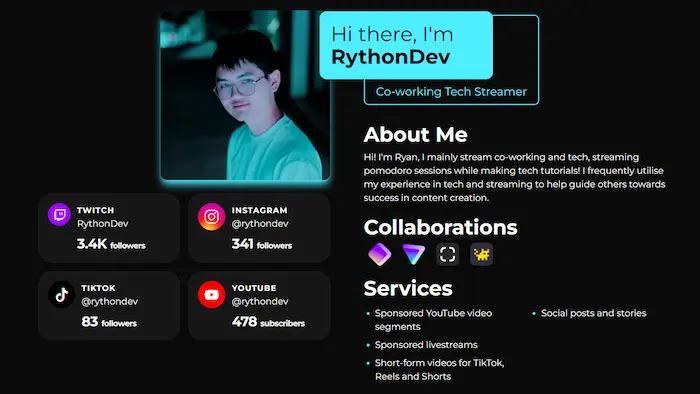 Hi there, I'm
RythonDev
Co-working Tech Streamer
About Me
Hi! I'm Ryan, I mainly stream co-working and tech, streaming
pomodoro sessions while making tech tutorials! I frequently utilise
my experience in tech and streaming to help guide others towards
success in content creation.
TWITCH
RythonDev
3.4K followers
INSTAGRAM
@rythondev
341 followers
TIKTOK
@rythondev
83 followers
YOUTUBE
@rythondev
478 subscribers
Collaborations
Services
Sponsored YouTube video
segments
Sponsored livestreams
Short-form videos for TikTok,
Reels and Shorts
Social posts and stories